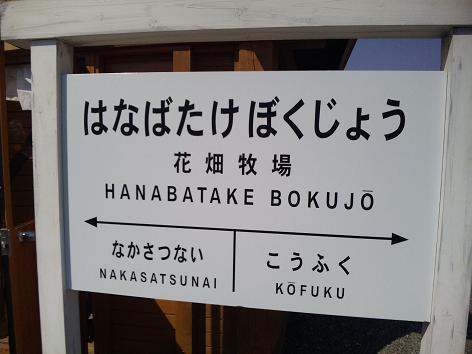 はなばたけぼくじょう
花畑牧場
HANABATAKE BOKUJŌ
なかさつない
NAKASATSUNAI
こうふく
KŌFUKU